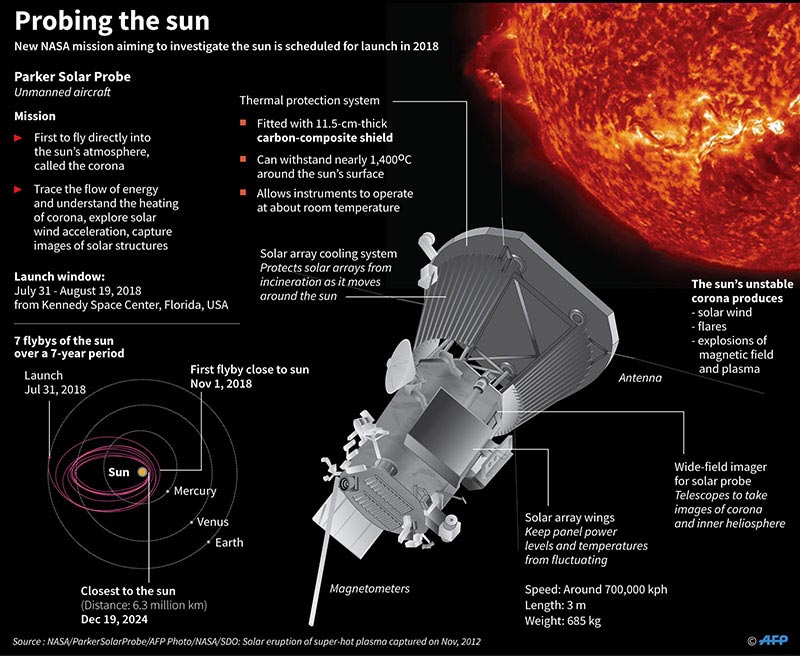 Probing the sun
New NASA mission aiming to investigate the sun is scheduled for launch in 2018
Parker Solar Probe
Unmanned aircraft
Mission
First to fly directly into
the sun's atmosphere,
called the corona
Trace the flow of energy
and understand the heating
of corona, explore solar
wind acceleration, capture
images of solar structures
Launch window:
July 31 - August 19, 2018
from Kennedy Space Center, Florida, USA
Thermal protection system
Fitted with 11.5-cm-thick
carbon-composite shield
Can withstand nearly 1,400ºC
around the sun's surface
Allows instruments to operate
at about room temperature
Solar array cooling system
Protects solar arrays from
incineration as it moves
around the sun
The sun's unstable
corona produces
- solar wind
- flares
- explosions of
magnetic field
and plasma
7 flybys of the sun
over a 7-year period
Launch
Jul 31, 2018
First flyby close to sun
Nov 1, 2018
Sun
Mercury
Venus
Earth
Closest to the sun
(Distance: 6.3 million km)
Dec 19, 2024
Antenna
Wide-field imager
for solar probe
Telescopes to take
images of corona
and inner heliosphere
Solar array wings
Keep panel power
levels and temperatures
from fluctuating
Magnetometers
Speed: Around 700,000 kph
Length: 3 m
Weight: 685 kg
Source : NASA/ParkerSolarProbe/AFP Photo/NASA/SDO: Solar eruption of super-hot plasma captured on Nov, 2012
© AFP